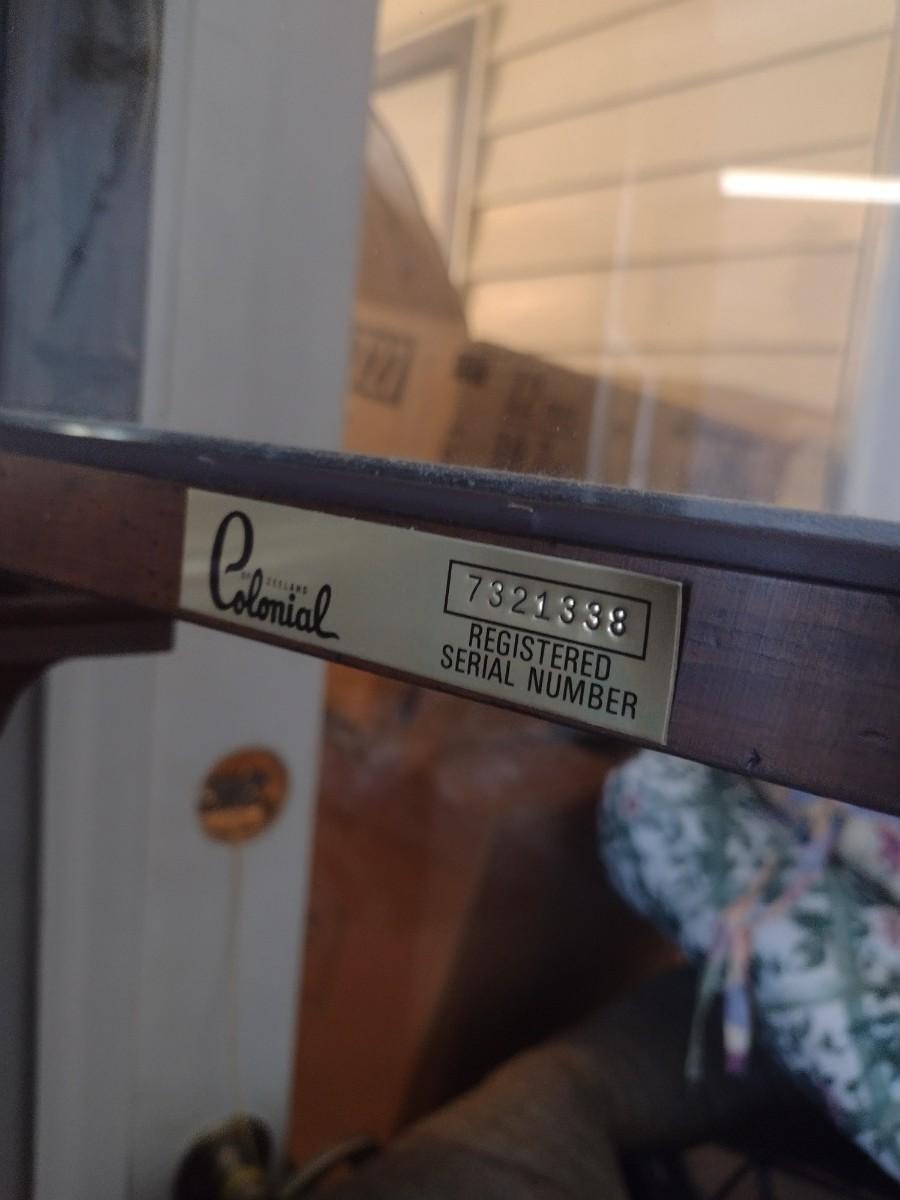 Colonial
OF ZEELAND
7321338
REGISTERED
SERIAL NUMBER